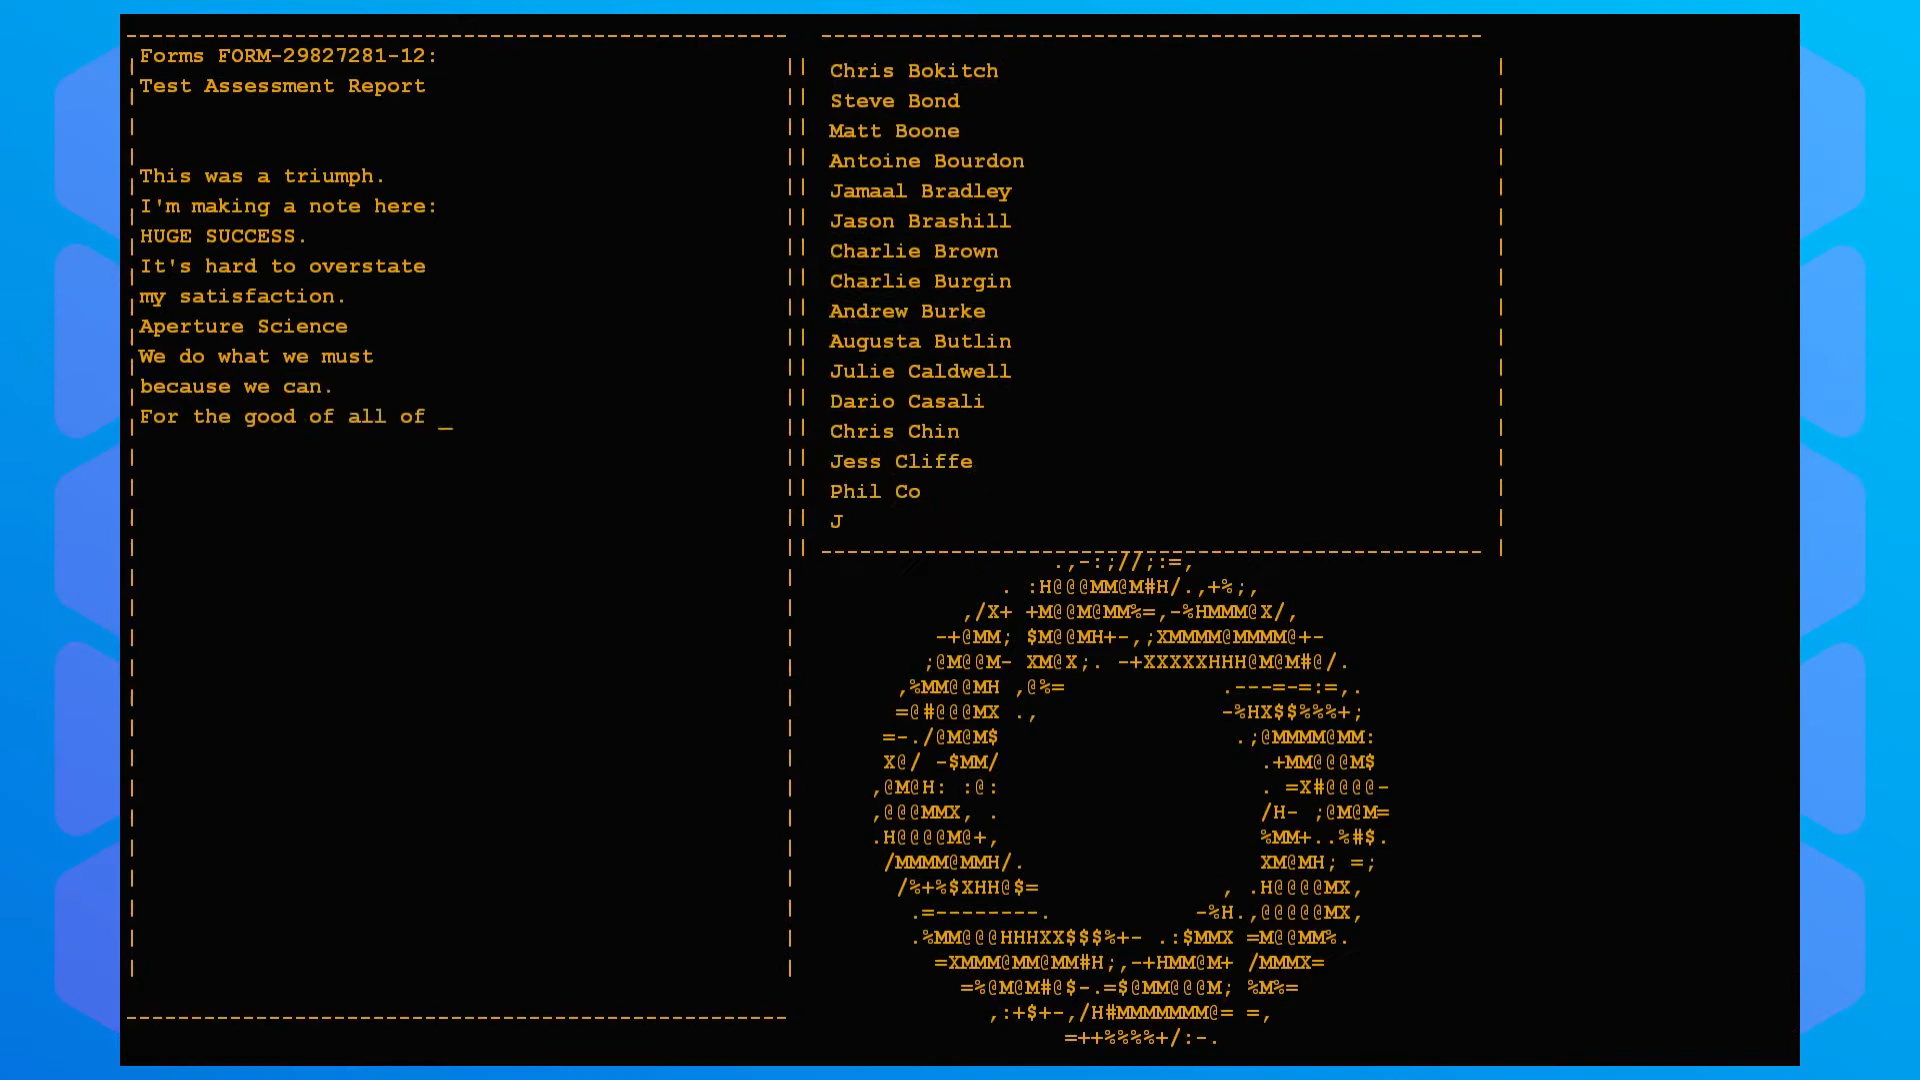 Forms FORM-29827281-12:
Test Assessment Report
This was a triumph.
I'm making a note here:
HUGE SUCCESS.
It's hard to overstate
my satisfaction.
Aperture Science
We do what we must
because we can.
For the good of all of _
Chris Bokitch
Steve Bond
Matt Boone
Antoine Bourdon
Jamaal Bradley
Jason Brashill
Charlie Brown
Charlie Burgin
Andrew Burke
Augusta Butlin
Julie Caldwell
Dario Casali
Chris Chin
Jess Cliffe
Phil Co
J